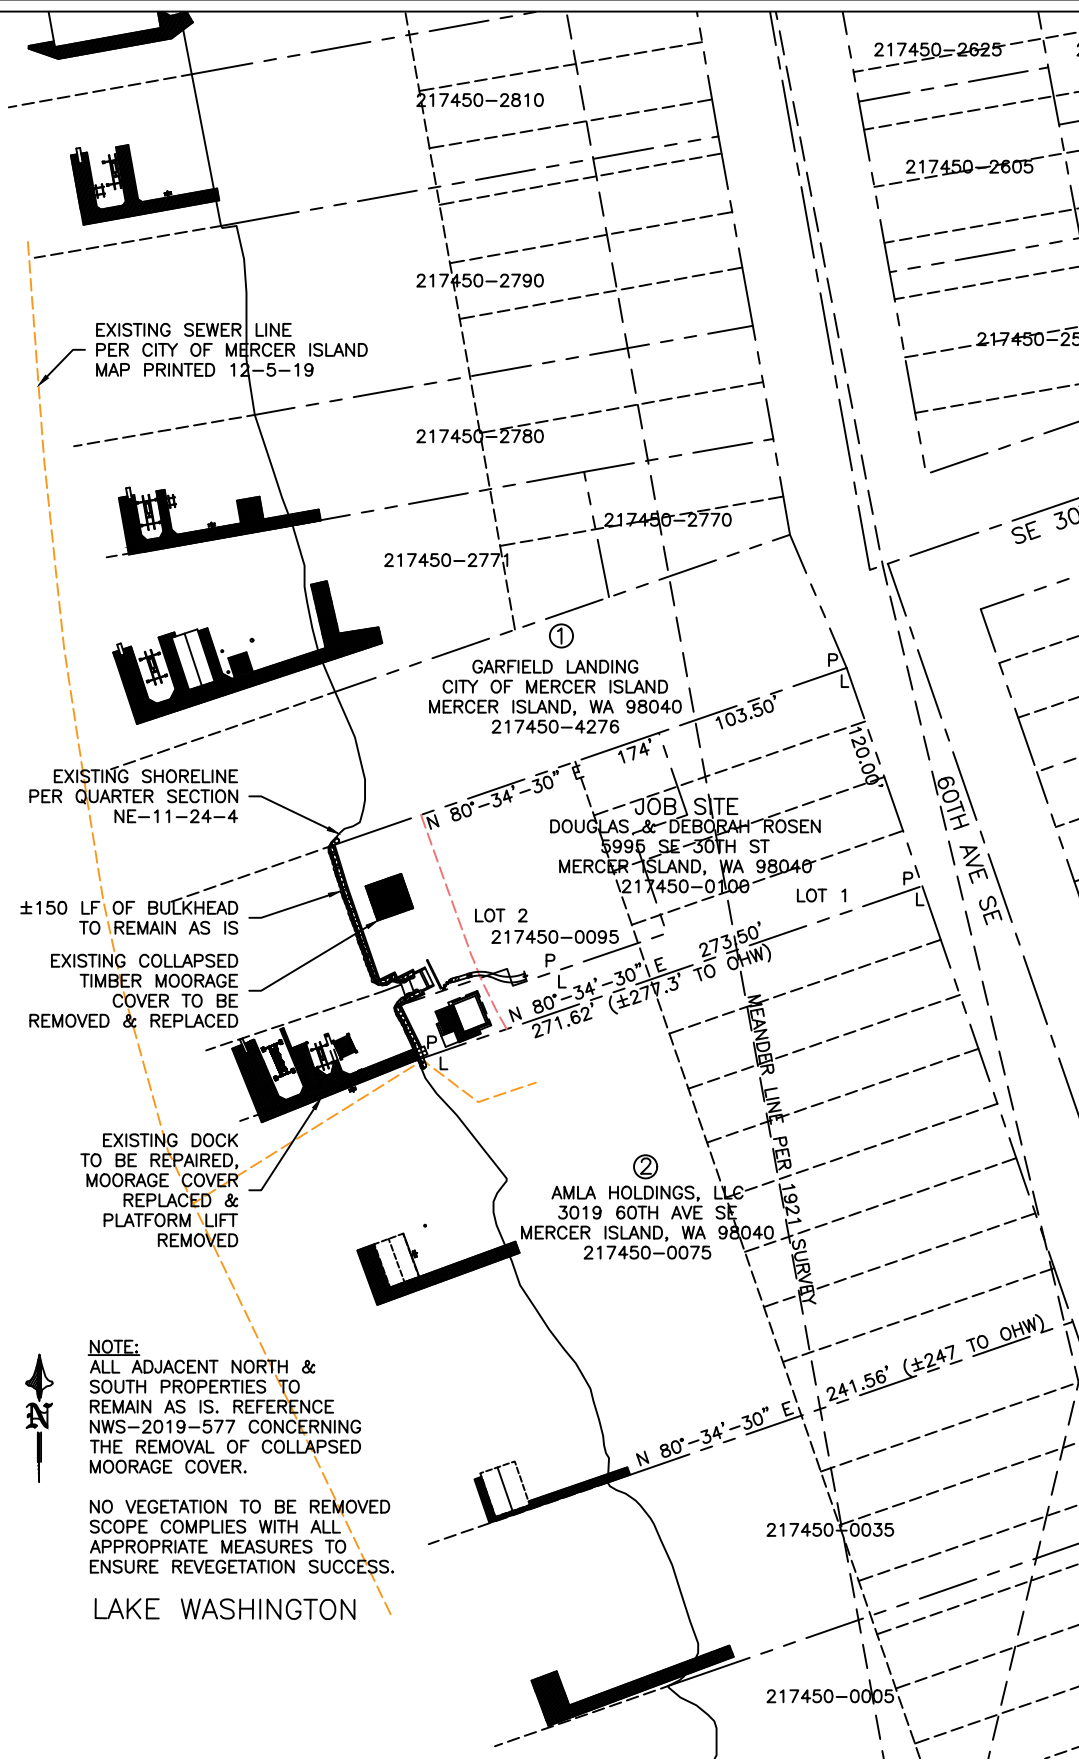 217450-2625
217450-2810
217450-2605
217450-2790
EXISTING SEWER LINE
PER CITY OF MERCER ISLAND
MAP PRINTED 12-5-19
217450-25
217450-2780
217450-2770
SE 30
217450-2771
1
GARFIELD LANDING
CITY OF MERCER ISLAND
MERCER ISLAND, WA 98040
217450-4276
P
L
103.50'
174'
N 80°-34'-30" E
120.00'
60TH AVE SE
EXISTING SHORELINE
PER QUARTER SECTION
NE-11-24-4
JOB SITE
DOUGLAS & DEBORAH ROSEN
5995 SE 30TH ST
MERCER ISLAND, WA 98040
217450-0100
LOT 1
P
L
±150 LF OF BULKHEAD
TO REMAIN AS IS
LOT 2
217450-0095
EXISTING COLLAPSED
TIMBER MOORAGE
COVER TO BE
REMOVED & REPLACED
P
L
N 80°-34'-30" E
273.50'
271.62' (±277.3' TO OHW)
P
L
MEANDER LINE PER 1921 SURVEY
EXISTING DOCK
TO BE REPAIRED,
MOORAGE COVER
REPLACED &
PLATFORM LIFT
REMOVED
2
AMLA HOLDINGS, LLC
3019 60TH AVE SE
MERCER ISLAND, WA 98040
217450-0075
N 80°-34'-30" E
241.56' (±247 TO OHW)
NOTE:
ALL ADJACENT NORTH &
SOUTH PROPERTIES TO
REMAIN AS IS. REFERENCE
NWS-2019-577 CONCERNING
THE REMOVAL OF COLLAPSED
MOORAGE COVER.
NO VEGETATION TO BE REMOVED
SCOPE COMPLIES WITH ALL
APPROPRIATE MEASURES TO
ENSURE REVEGETATION SUCCESS.
N
LAKE WASHINGTON
217450-0035
217450-0005